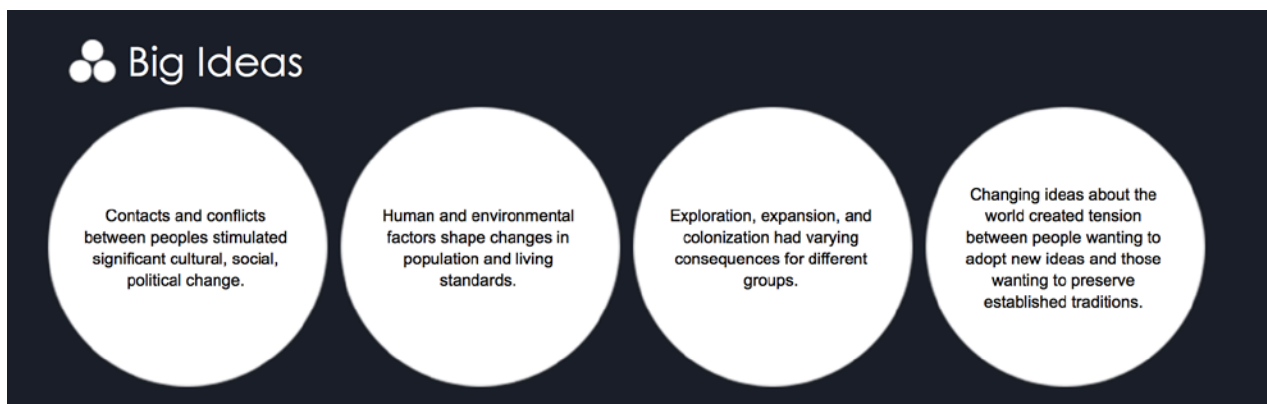 Big Ideas
Contacts and conflicts
between peoples stimulated
significant cultural, social,
political change.
Human and environmental
factors shape changes in
population and living
standards.
Exploration, expansion, and
colonization had varying
consequences for different
groups.
Changing ideas about the
world created tension
between people wanting to
adopt new ideas and those
wanting to preserve
established traditions.